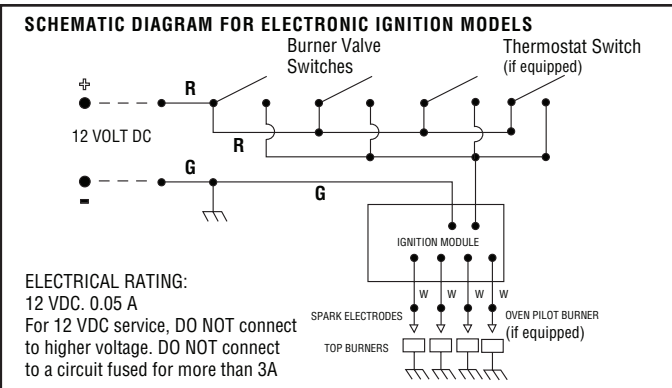 SCHEMATIC DIAGRAM FOR ELECTRONIC IGNITION MODELS
Burner Valve
Switches
Thermostat Switch
(if equipped)
+
R
12 VOLT DC
R
G
-
G
IGNITION MODULE
ELECTRICAL RATING:
12 VDC. 0.05 A
For 12 VDC service, DO NOT connect
to higher voltage. DO NOT connect
to a circuit fused for more than 3A
W W W W
SPARK ELECTRODES
OVEN PILOT BURNER
(if equipped)
TOP BURNERS